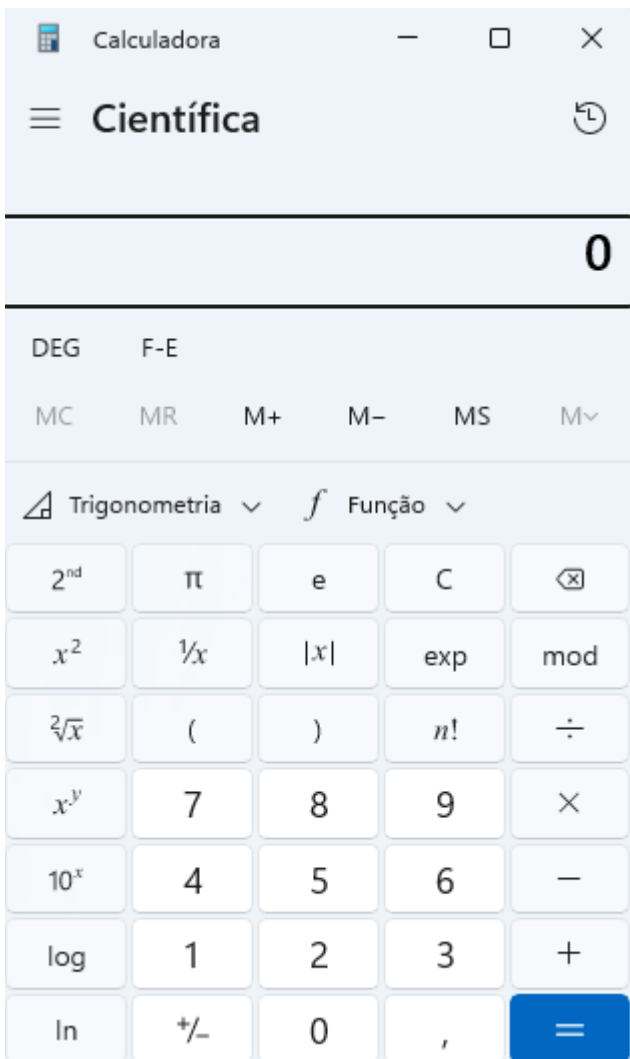 Calculadora
Científica
0
DEG F-E
MC MR M+ M− MS M
Trigonometria f Função
2ⁿᵈ π e C
x² ¹/x |x| exp mod
²√x ( ) n! ÷
xʸ 7 8 9 ×
10ˣ 4 5 6 −
log 1 2 3 +
ln +/− 0 , =